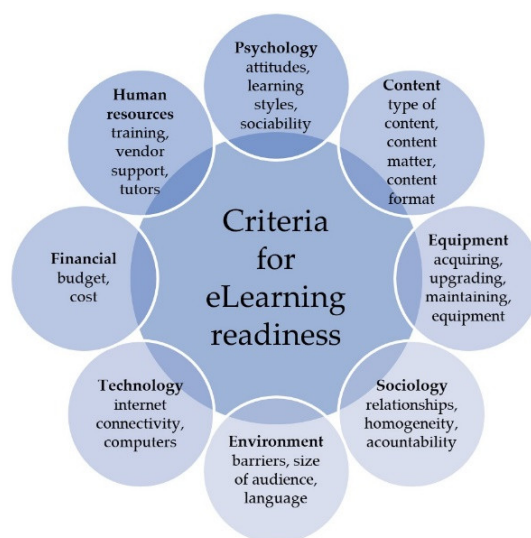 Psychology
attitudes,
learning
styles,
sociability
Content
type of
content,
content
matter,
content
format
Equipment
acquiring,
upgrading,
maintaining,
equipment
Sociology
relationships,
homogeneity,
acountability
Environment
barriers, size
of audience,
language
Technology
internet
connectivity,
computers
Financial
budget,
cost
Human
resources
training,
vendor
support,
tutors
Criteria
for
eLearning
readiness